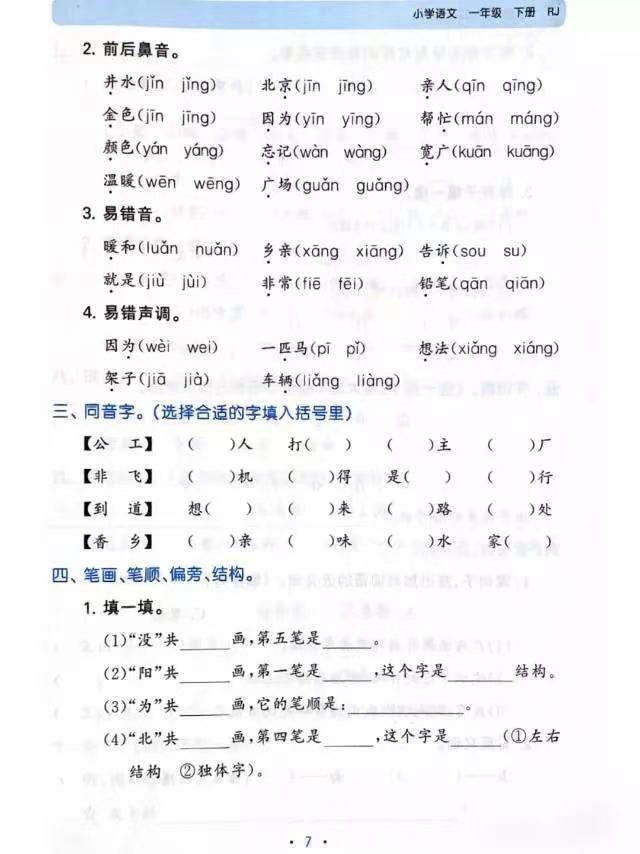 小学语文 一年级 下册 RJ
2. 前后鼻音。
井水(jǐn jǐng) 北京(jīn jīng) 亲人(qīn qīng)
金色(jīn jīng) 因为(yīn yīng) 帮忙(mán máng)
颜色(yán yáng) 忘记(wàn wàng) 宽广(kuān kuāng)
温暖(wēn wēng) 广场(guǎn guǎng)
3. 易错音。
暖和(luǎn nuǎn) 乡亲(xāng xiāng) 告诉(sou su)
就是(jiù jùi) 非常(fiē fēi) 铅笔(qān qiān)
4. 易错声调。
因为(wèi wei) 一匹马(pī pǐ) 想法(xiǎng xiáng)
架子(jiā jià) 车辆(liǎng liàng)
三、同音字。(选择合适的字填入括号里)
【公 工】 ( )人 打( ) ( )主 ( )厂
【非 飞】 ( )机 ( )得 是( ) ( )行
【到 道】 想( ) ( )来 ( )路 ( )处
【香 乡】 ( )亲 ( )味 ( )水 家( )
四、笔画、笔顺、偏旁、结构。
1. 填一填。
(1)“没”共______画,第五笔是______。
(2)“阳”共______画,第一笔是______,这个字是______结构。
(3)“为”共______画,它的笔顺是:____________。
(4)“北”共______画,第四笔是______,这个字是______(①左右
结构 ②独体字)。
· 7 ·